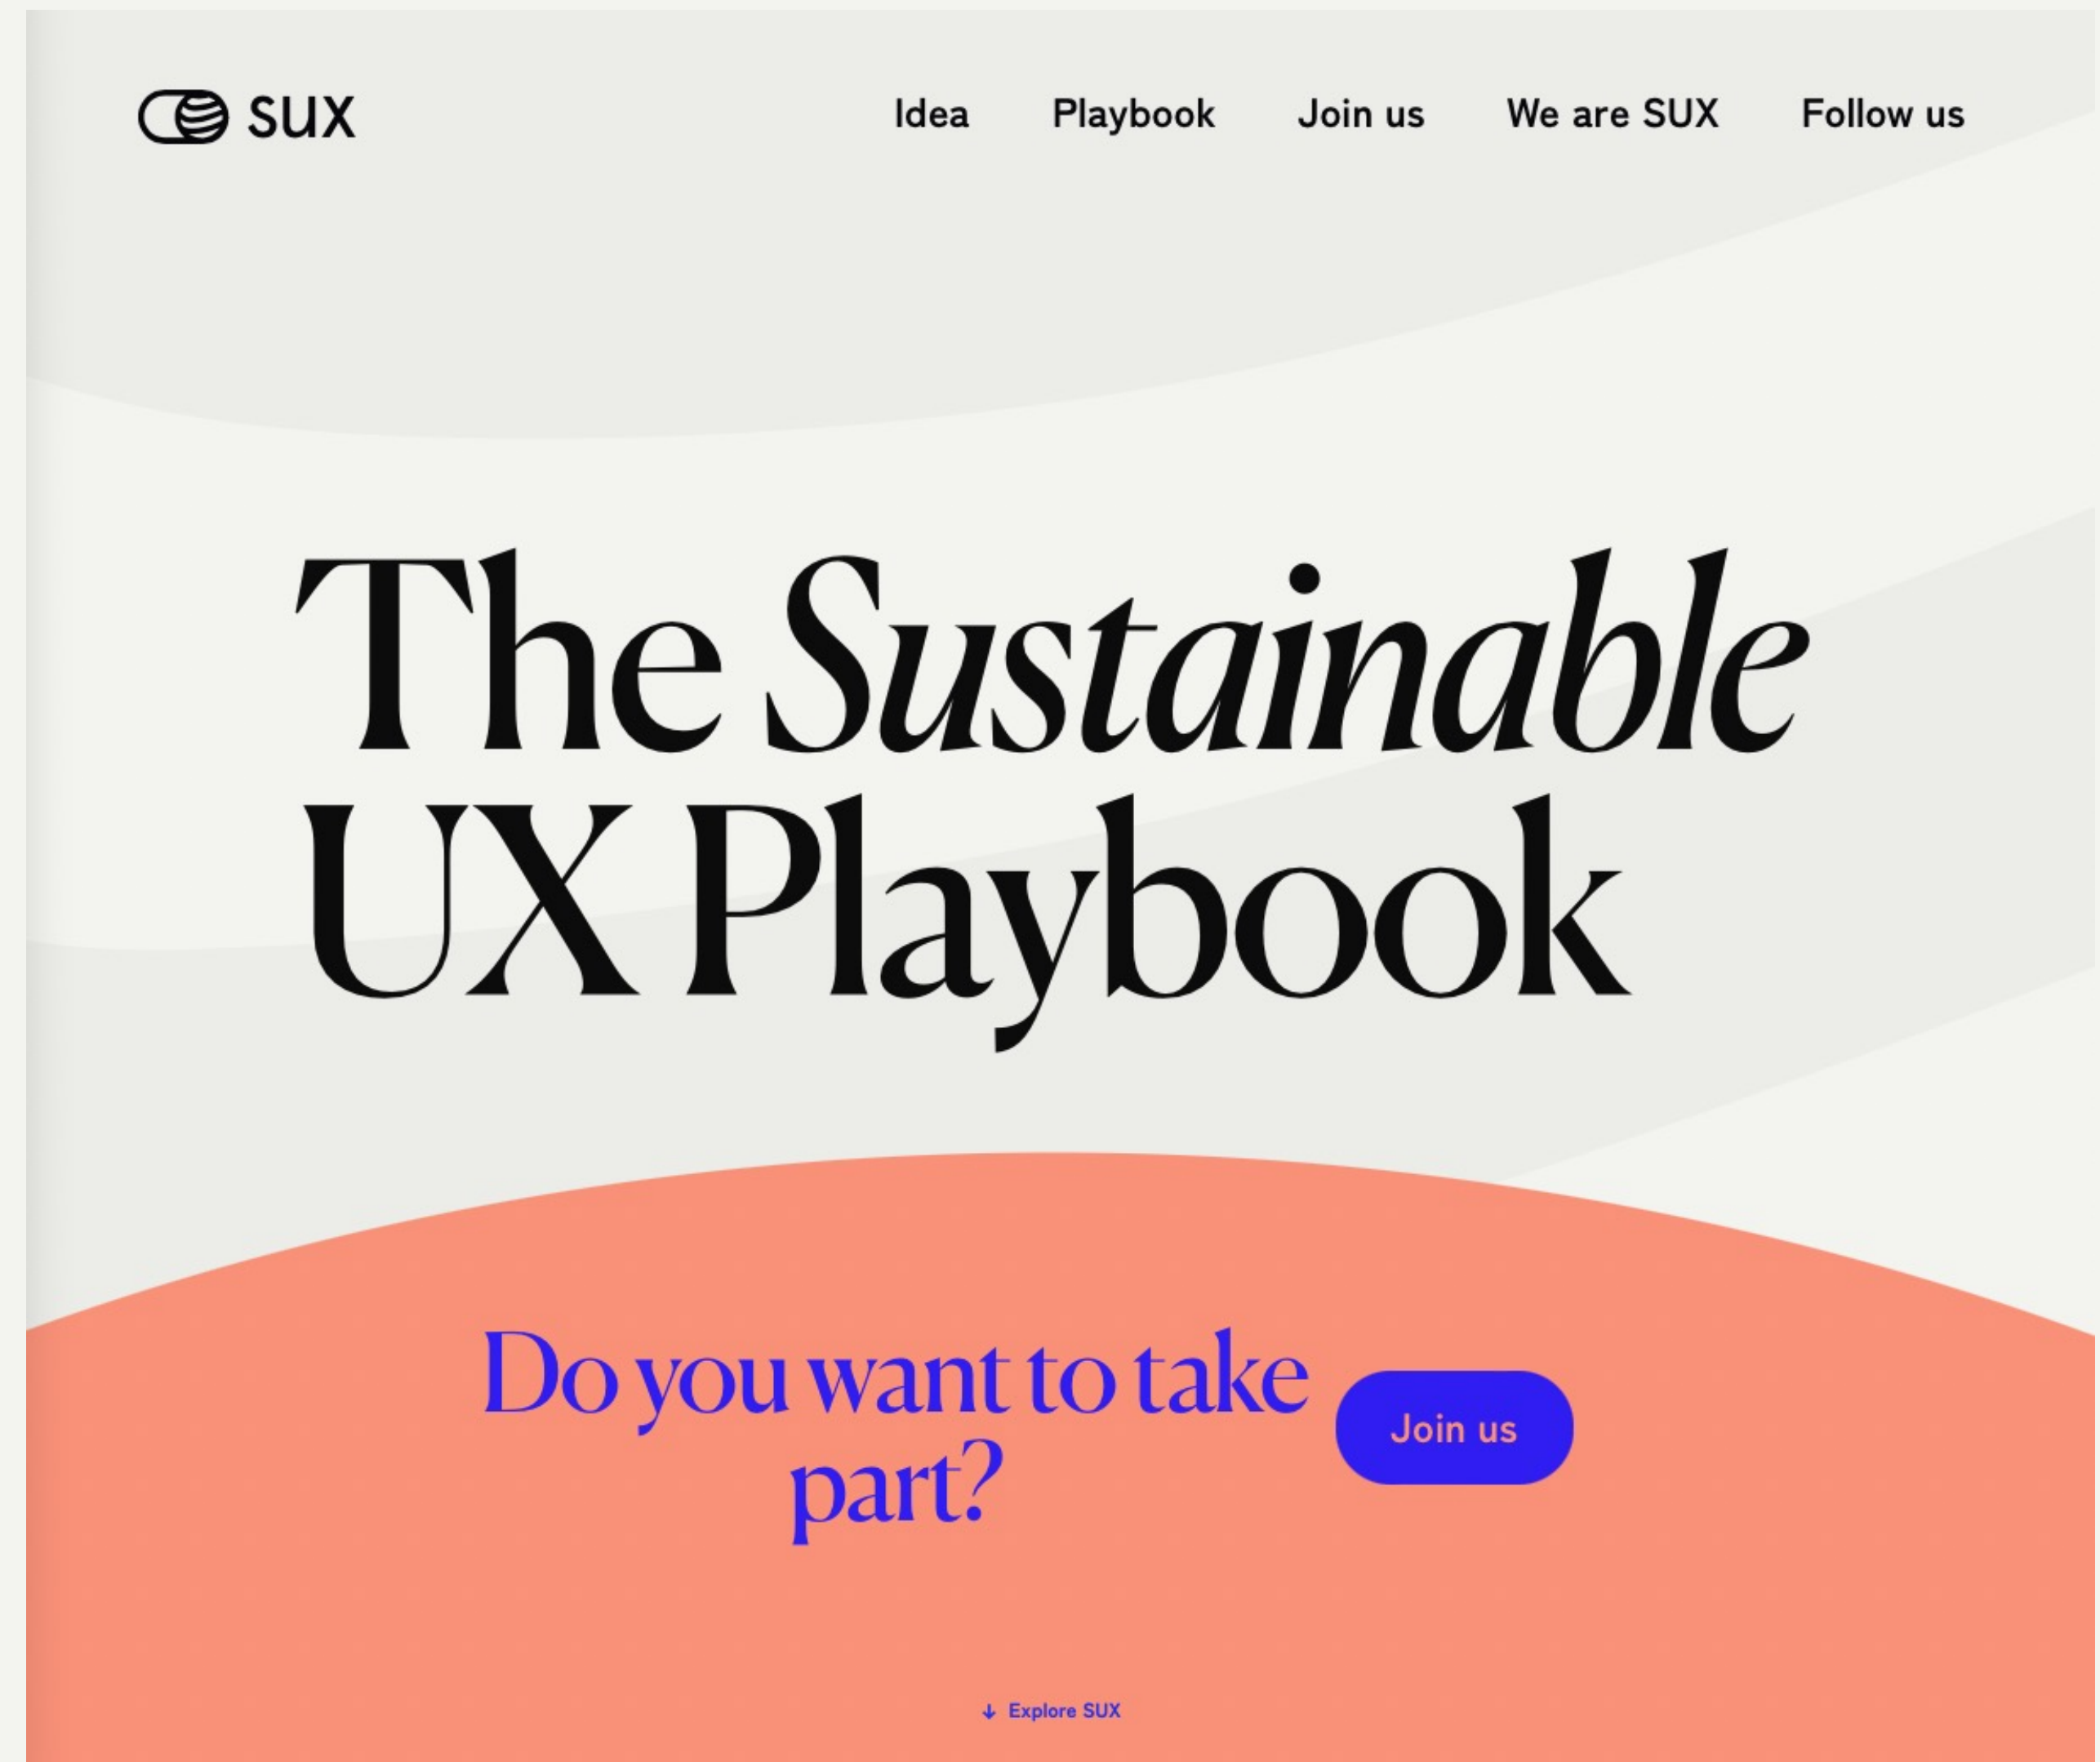 SUX
Idea Playbook Join us We are SUX Follow us
The Sustainable
UX Playbook
Do you want to take
part?
Join us
↓ Explore SUX